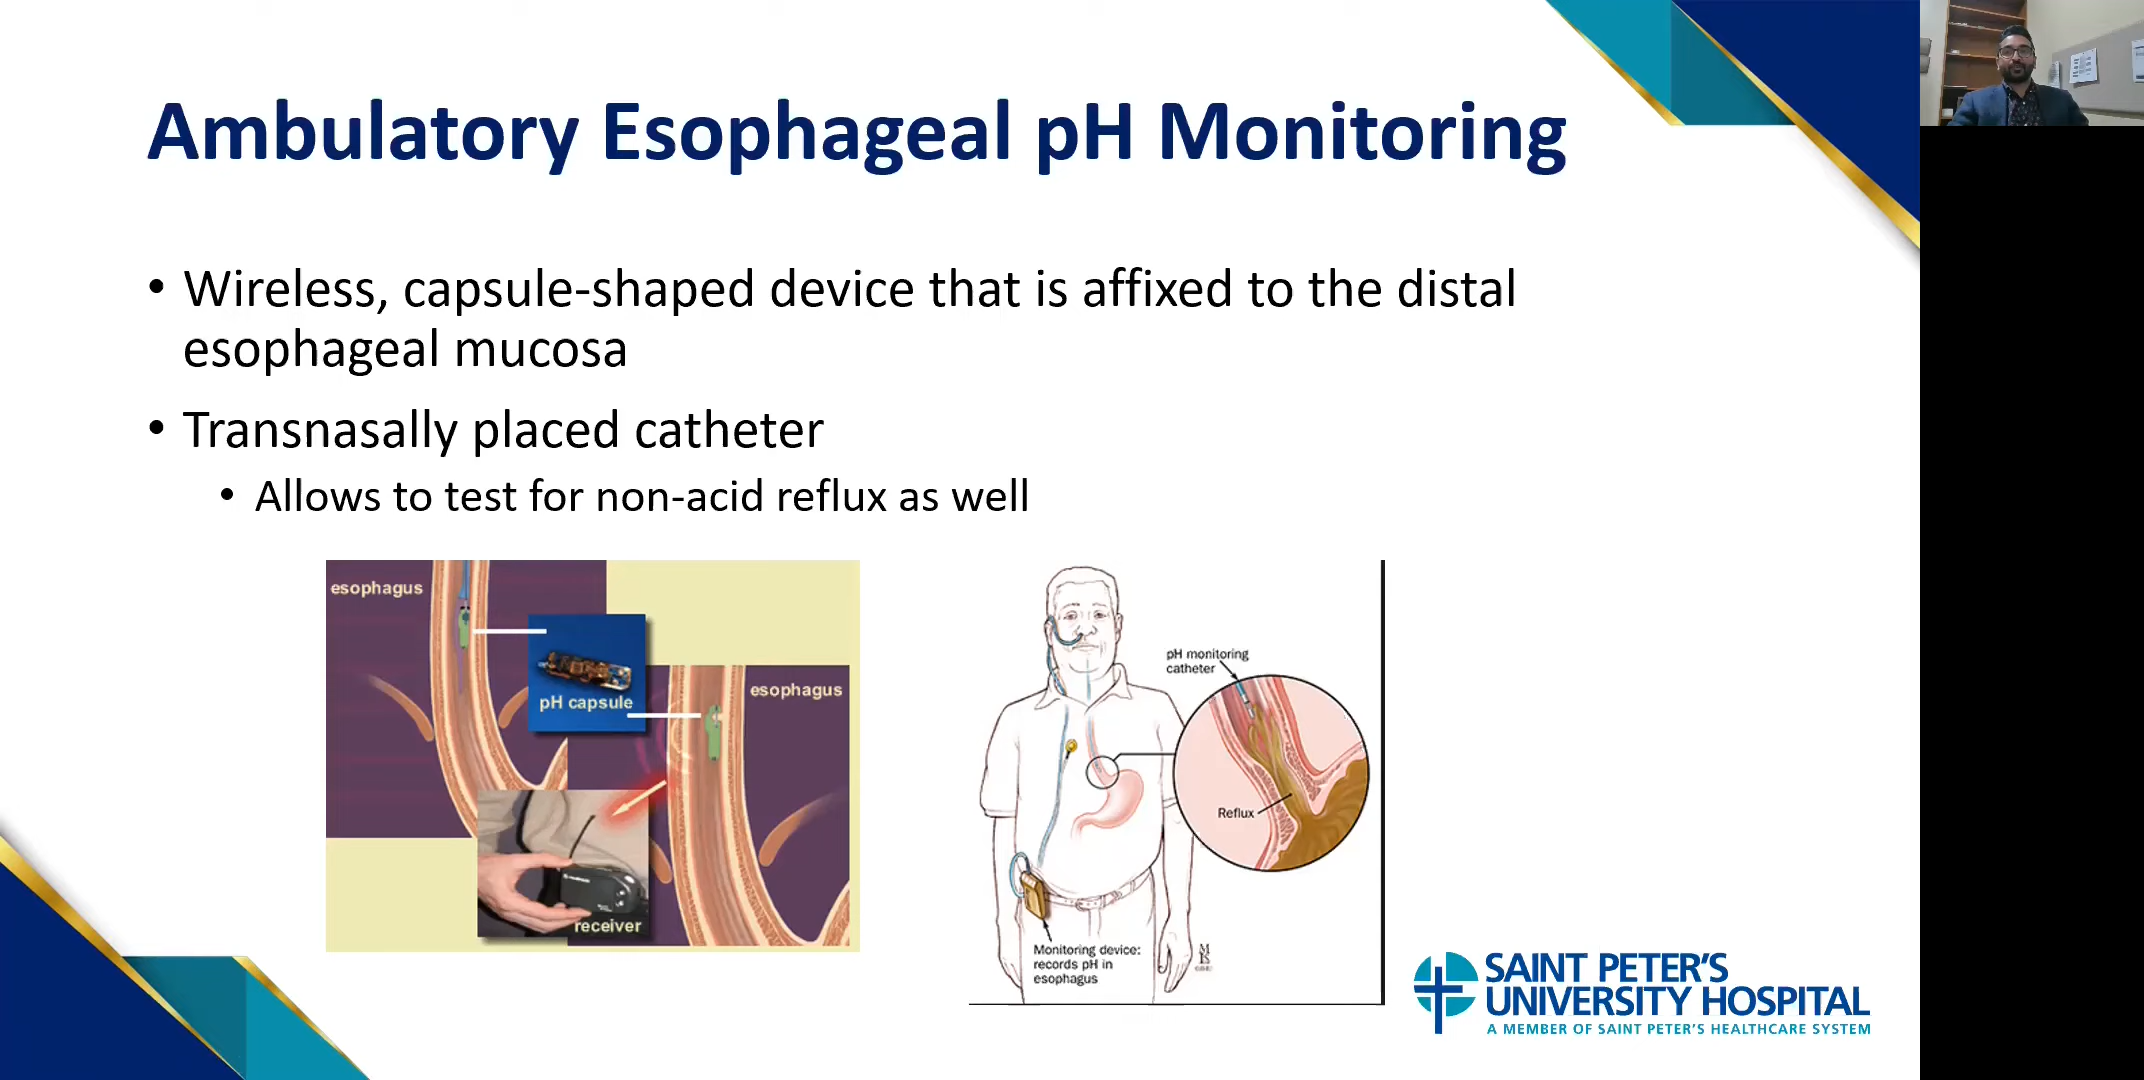 Ambulatory Esophageal pH Monitoring
• Wireless, capsule-shaped device that is affixed to the distal
esophageal mucosa
• Transnasally placed catheter
• Allows to test for non-acid reflux as well
esophagus
pH capsule
esophagus
receiver
pH monitoring
catheter
Reflux
Monitoring device:
records pH in
esophagus
SAINT PETER'S
UNIVERSITY HOSPITAL
A MEMBER OF SAINT PETER'S HEALTHCARE SYSTEM